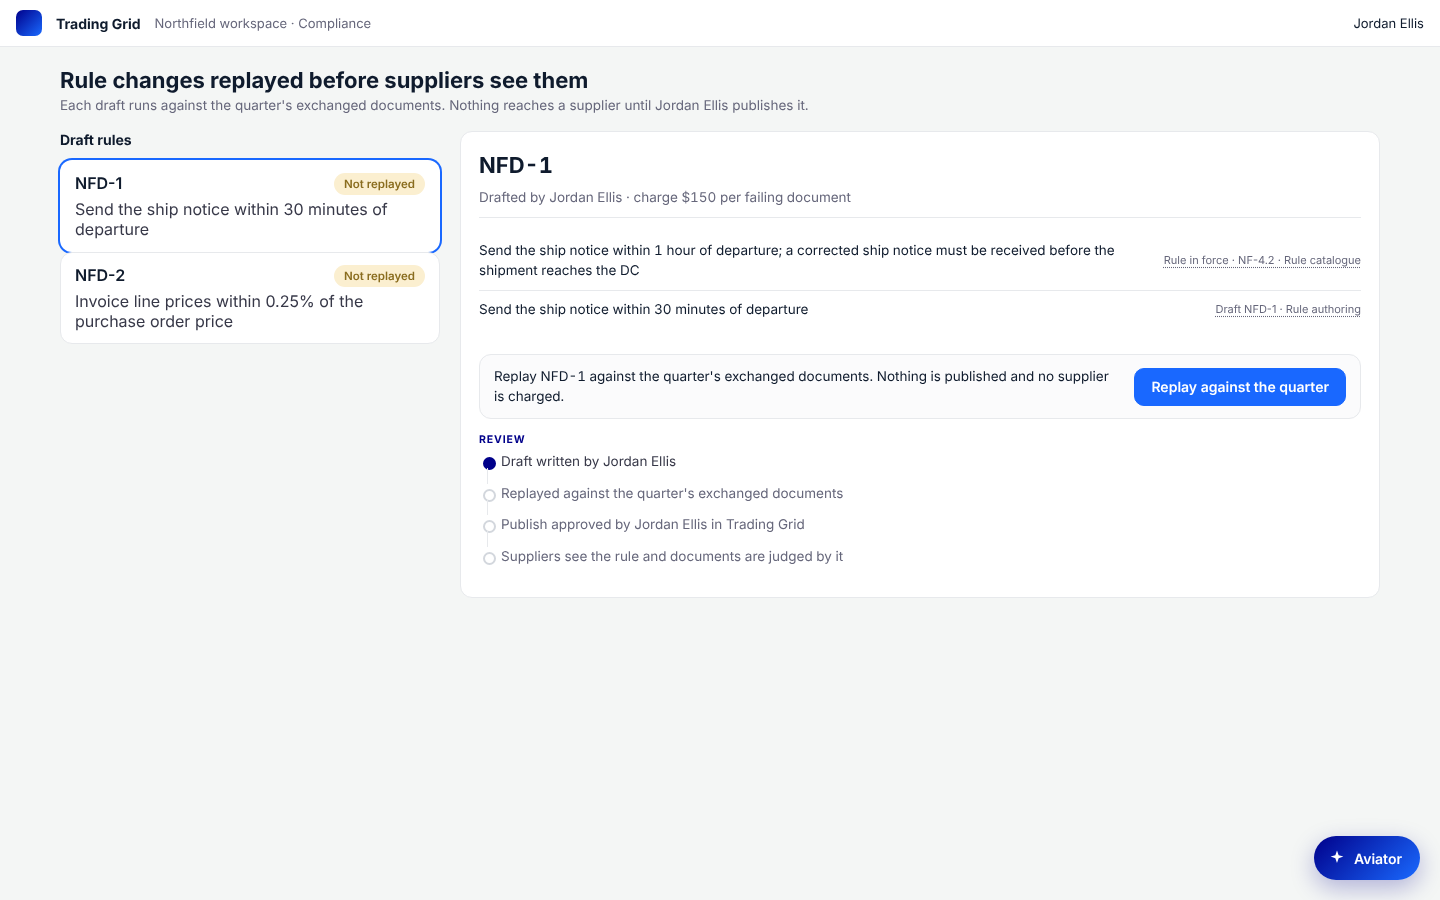 Trading Grid Northfield workspace · Compliance Jordan Ellis
Rule changes replayed before suppliers see them
Each draft runs against the quarter's exchanged documents. Nothing reaches a supplier until Jordan Ellis publishes it.
Draft rules
NFD-1 Not replayed
Send the ship notice within 30 minutes of
departure
NFD-2 Not replayed
Invoice line prices within 0.25% of the
purchase order price
NFD-1
Drafted by Jordan Ellis · charge $150 per failing document
Send the ship notice within 1 hour of departure; a corrected ship notice must be received before the
shipment reaches the DC
Rule in force · NF-4.2 · Rule catalogue
Send the ship notice within 30 minutes of departure
Draft NFD-1 · Rule authoring
Replay NFD-1 against the quarter's exchanged documents. Nothing is published and no supplier
is charged.
Replay against the quarter
REVIEW
Draft written by Jordan Ellis
Replayed against the quarter's exchanged documents
Publish approved by Jordan Ellis in Trading Grid
Suppliers see the rule and documents are judged by it
Aviator